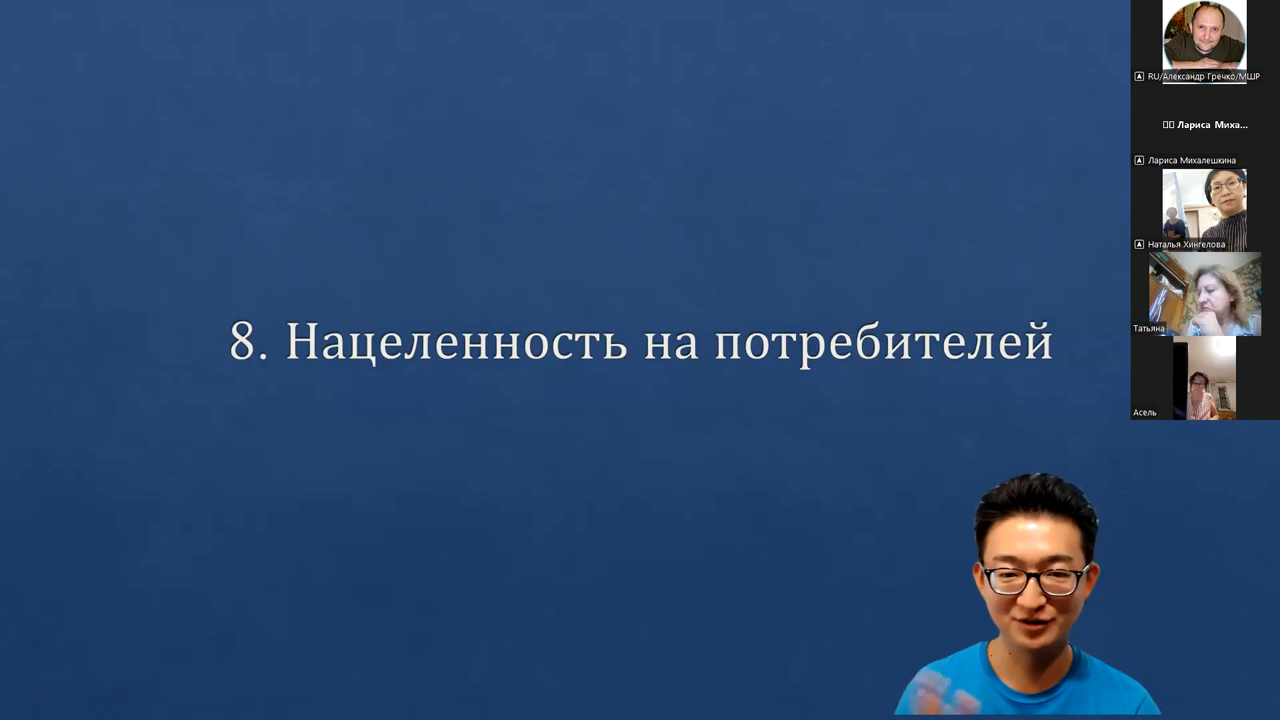 8. Нацеленность на потребителей
RU/Александр Гречко/МШР
Лариса Миха...
Лариса Михалешкина
Наталья Хингелова
Татьяна
Асель